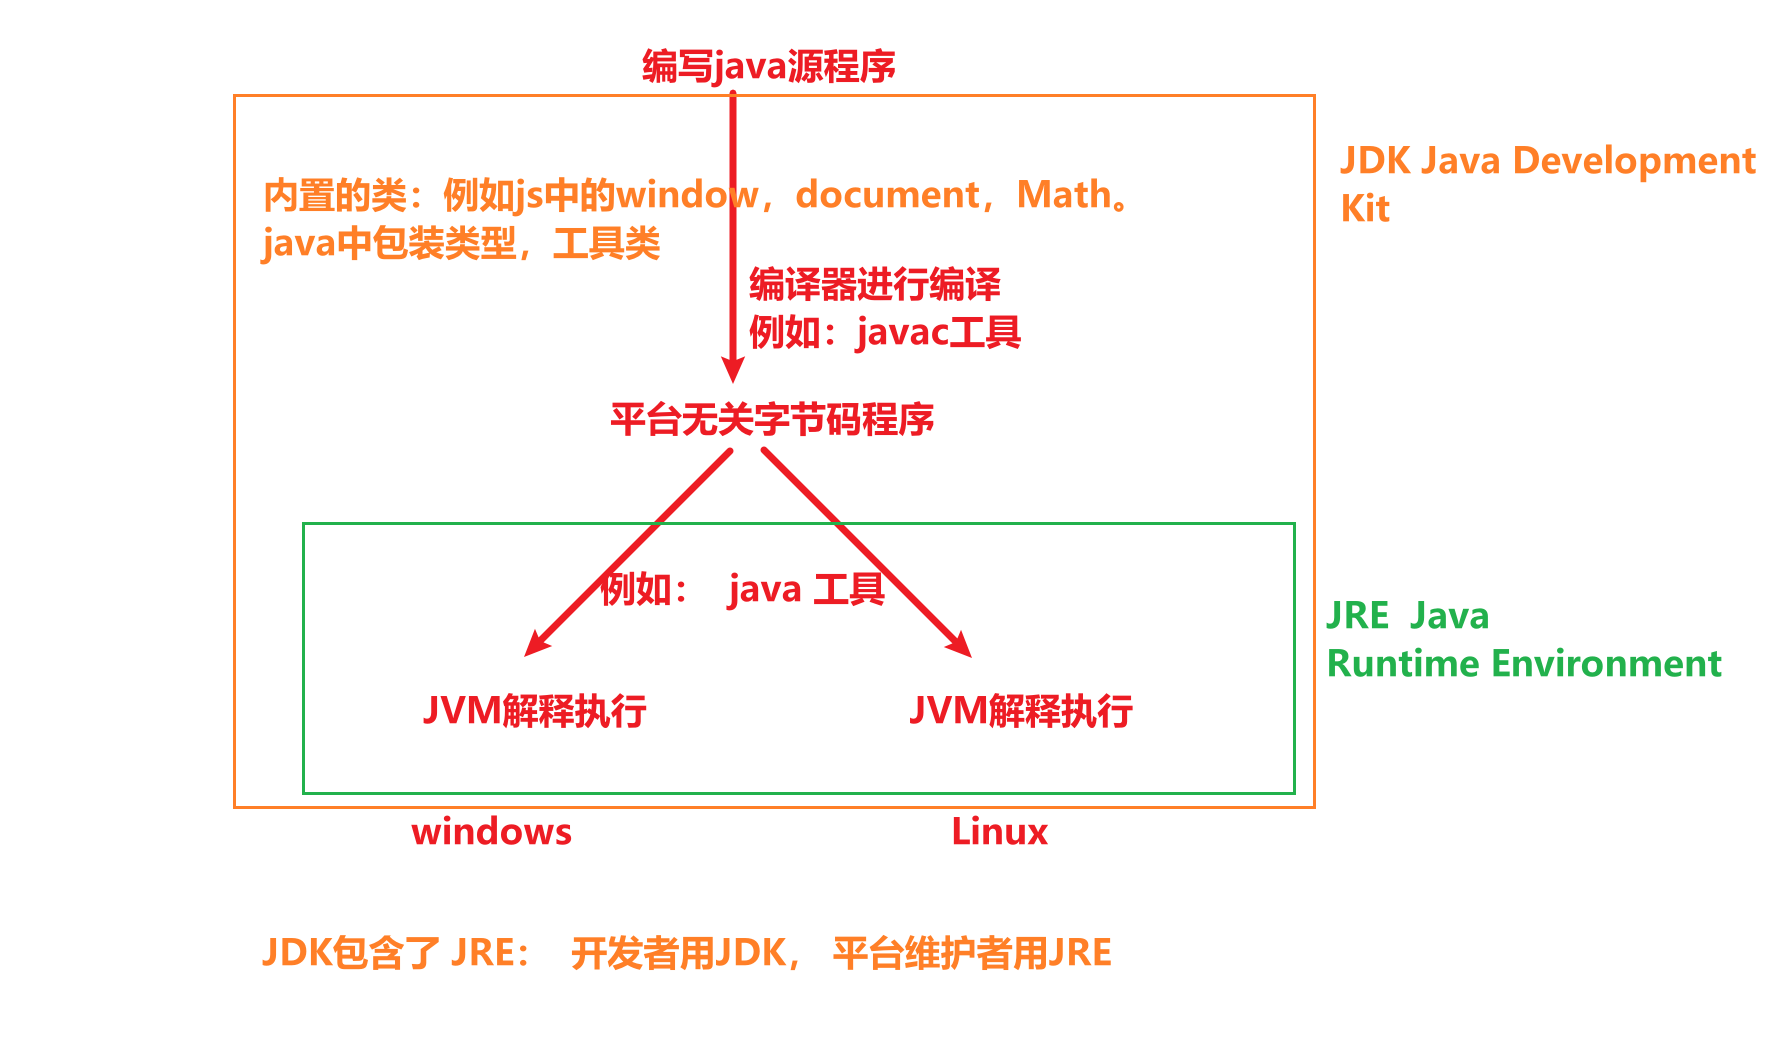 编写java源程序
JDK Java Development
Kit
内置的类：例如js中的window，document，Math。
java中包装类型，工具类
编译器进行编译
例如：javac工具
平台无关字节码程序
例如： java 工具
JRE Java
Runtime Environment
JVM解释执行
JVM解释执行
windows
Linux
JDK包含了 JRE： 开发者用JDK， 平台维护者用JRE